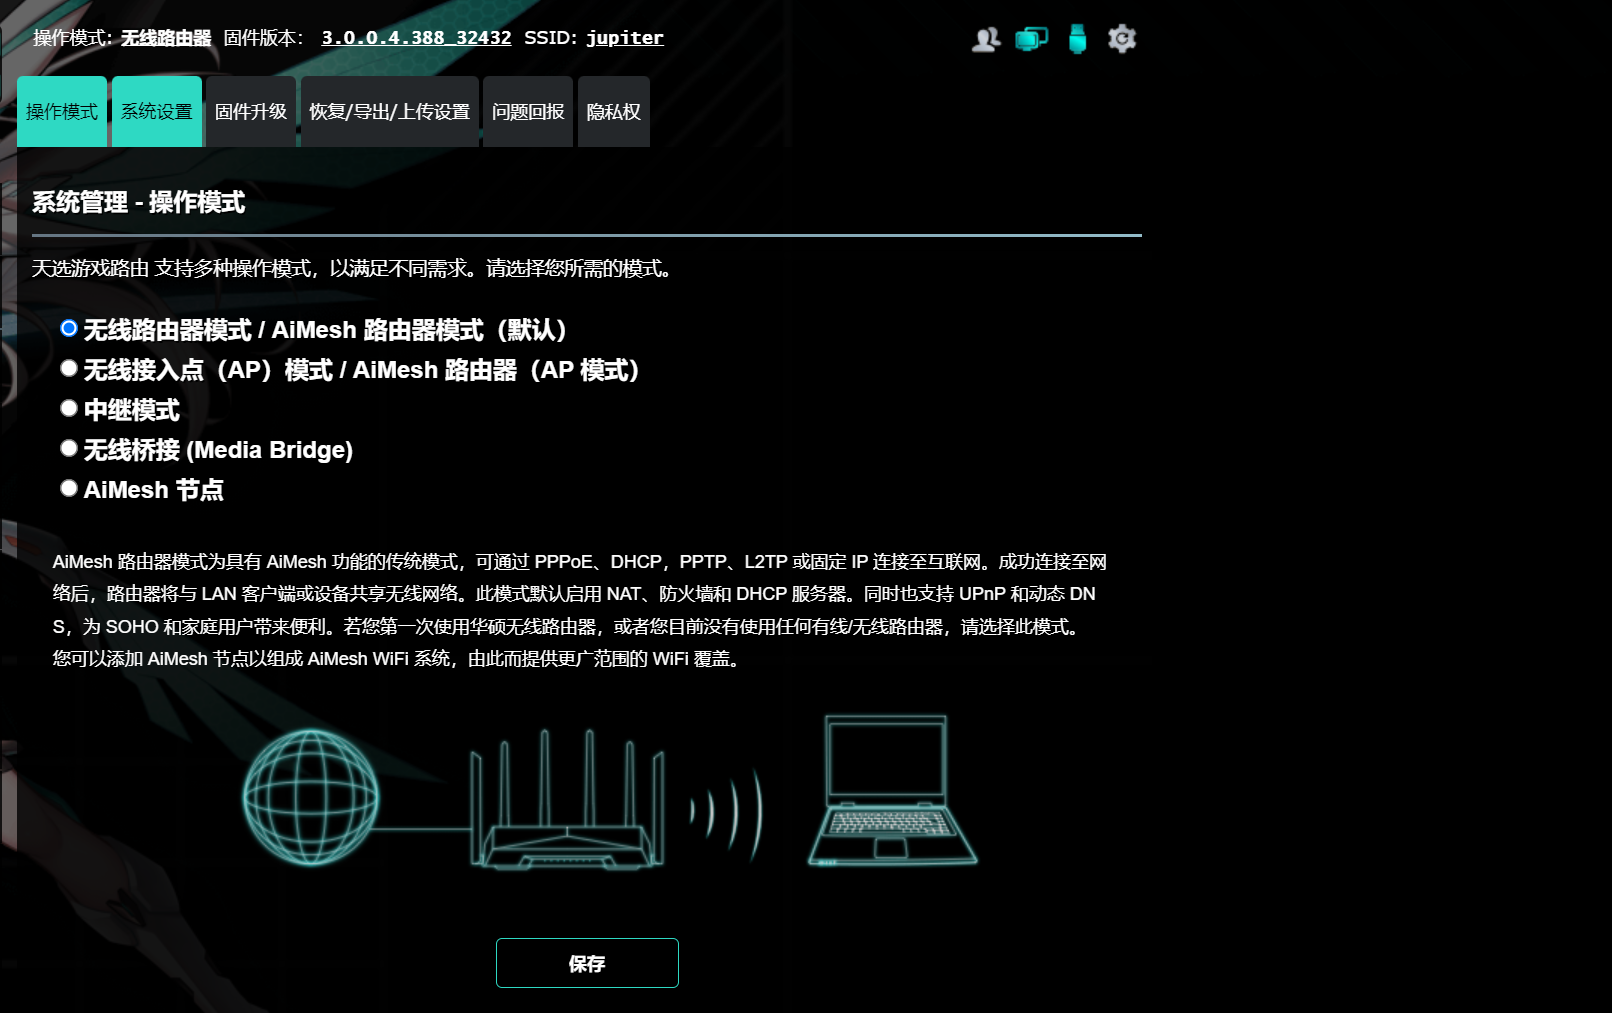 操作模式: 无线路由器 固件版本： 3.0.0.4.388_32432 SSID: jupiter
操作模式 系统设置 固件升级 恢复/导出/上传设置 问题回报 隐私权
系统管理 - 操作模式
天选游戏路由 支持多种操作模式，以满足不同需求。请选择您所需的模式。
无线路由器模式 / AiMesh 路由器模式（默认）
无线接入点（AP）模式 / AiMesh 路由器（AP 模式）
中继模式
无线桥接 (Media Bridge)
AiMesh 节点
AiMesh 路由器模式为具有 AiMesh 功能的传统模式，可通过 PPPoE、DHCP，PPTP、L2TP 或固定 IP 连接至互联网。成功连接至网
络后，路由器将与 LAN 客户端或设备共享无线网络。此模式默认启用 NAT、防火墙和 DHCP 服务器。同时也支持 UPnP 和动态 DN
S，为 SOHO 和家庭用户带来便利。若您第一次使用华硕无线路由器，或者您目前没有使用任何有线/无线路由器，请选择此模式。
您可以添加 AiMesh 节点以组成 AiMesh WiFi 系统，由此而提供更广范围的 WiFi 覆盖。
保存